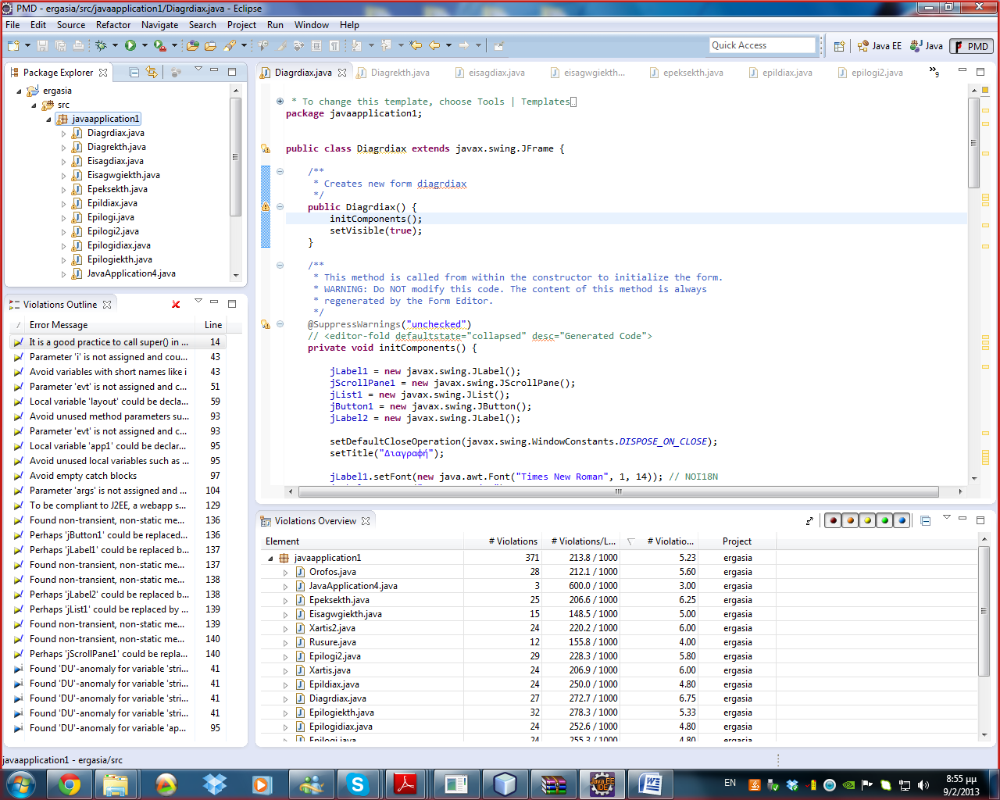 PMD - ergasia/src/javaapplication1/Diagrdiax.java - Eclipse
File Edit Source Refactor Navigate Search Project Run Window Help
Quick Access
Java EE
Java
PMD
Package Explorer
ergasia
src
javaapplication1
Diagrdiax.java
Diagrekth.java
Eisagdiax.java
Eisagwgiekth.java
Epeksekth.java
Epildiax.java
Epilogi.java
Epilogi2.java
Epilogidiax.java
Epilogiekth.java
JavaApplication4.java
Diagrdiax.java Diagrekth.java eisagdiax.java eisagwgiekth... epeksekth.java epildiax.java epilogi2.java »9
* To change this template, choose Tools | Templates
package javaapplication1;
public class Diagrdiax extends javax.swing.JFrame {
/**
* Creates new form diagrdiax
*/
public Diagrdiax() {
initComponents();
setVisible(true);
}
/**
* This method is called from within the constructor to initialize the form.
* WARNING: Do NOT modify this code. The content of this method is always
* regenerated by the Form Editor.
*/
@SuppressWarnings("unchecked")
// <editor-fold defaultstate="collapsed" desc="Generated Code">
private void initComponents() {
jLabel1 = new javax.swing.JLabel();
jScrollPane1 = new javax.swing.JScrollPane();
jList1 = new javax.swing.JList();
jButton1 = new javax.swing.JButton();
jLabel2 = new javax.swing.JLabel();
setDefaultCloseOperation(javax.swing.WindowConstants.DISPOSE_ON_CLOSE);
setTitle("Διαγραφή");
jLabel1.setFont(new java.awt.Font("Times New Roman", 1, 14)); // NOI18N
Violations Outline
Error Message Line
It is a good practice to call super() in ... 14
Parameter 'i' is not assigned and cou... 43
Avoid variables with short names like i 43
Parameter 'evt' is not assigned and c... 51
Local variable 'layout' could be decla... 59
Avoid unused method parameters su... 93
Parameter 'evt' is not assigned and c... 93
Local variable 'app1' could be declar... 95
Avoid unused local variables such as ... 95
Avoid empty catch blocks 97
Parameter 'args' is not assigned and ... 104
To be compliant to J2EE, a webapp s... 129
Found non-transient, non-static me... 136
Perhaps 'jButton1' could be replaced... 136
Perhaps 'jLabel1' could be replaced b... 137
Found non-transient, non-static me... 137
Found non-transient, non-static me... 138
Perhaps 'jLabel2' could be replaced b... 138
Perhaps 'jList1' could be replaced by ... 139
Found non-transient, non-static me... 139
Found non-transient, non-static me... 140
Perhaps 'jScrollPane1' could be repla... 140
Found 'DU'-anomaly for variable 'stri... 41
Found 'DU'-anomaly for variable 'stri... 41
Found 'DU'-anomaly for variable 'stri... 41
Found 'DU'-anomaly for variable 'stri... 41
Found 'DU'-anomaly for variable 'ap... 95
Violations Overview
Element # Violations # Violations/L... # Violatio... Project
javaapplication1 371 213.8 / 1000 5.23 ergasia
Orofos.java 28 212.1 / 1000 5.60 ergasia
JavaApplication4.java 3 600.0 / 1000 3.00 ergasia
Epeksekth.java 25 206.6 / 1000 6.25 ergasia
Eisagwgiekth.java 15 148.5 / 1000 5.00 ergasia
Xartis2.java 24 220.2 / 1000 6.00 ergasia
Rusure.java 12 155.8 / 1000 4.00 ergasia
Epilogi2.java 29 228.3 / 1000 5.80 ergasia
Xartis.java 24 206.9 / 1000 6.00 ergasia
Epildiax.java 24 250.0 / 1000 4.80 ergasia
Diagrdiax.java 27 272.7 / 1000 6.75 ergasia
Epilogiekth.java 32 278.3 / 1000 5.33 ergasia
Epilogidiax.java 24 252.6 / 1000 4.80 ergasia
Epilogi.java 24 255.3 / 1000 4.80 ergasia
javaapplication1 - ergasia/src
Java EE
IDE
EN
8:55 μμ
9/2/2013